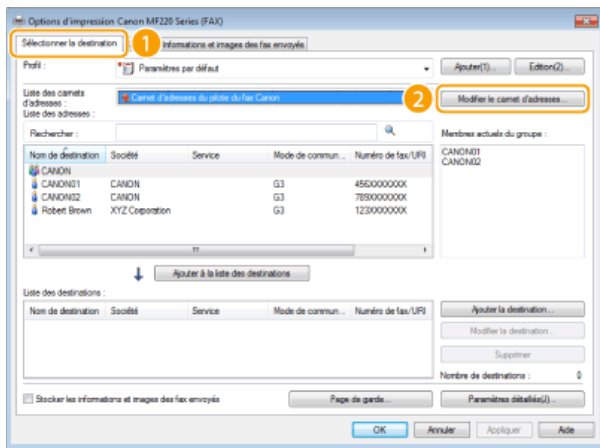 Options d'impression Canon MF220 Series (FAX)
Sélectionner la destination
1
Informations et images des fax envoyés
Profil :
Paramètres par défaut
Ajouter(1)...
Edition(2)...
Liste des carnets d'adresses :
Carnet d'adresses du pilote du fax Canon
2
Modifier le carnet d'adresses...
Liste des adresses :
Rechercher :
Membres actuels du groupe :
Nom de destination Société Service Mode de commun... Numéro de fax/URI
CANON
CANON01 CANON G3 456XXXXXXX
CANON02 CANON G3 789XXXXXXX
Robert Brown XYZ Corporation G3 123XXXXXXX
CANON01
CANON02
Ajouter à la liste des destinations
Liste des destinations :
Nom de destination Société Service Mode de commun... Numéro de fax/URI
Ajouter la destination...
Modifier la destination...
Supprimer
Nombre de destinations : 0
Stocker les informations et images des fax envoyés
Page de garde...
Paramètres détaillés(J)...
OK
Annuler
Appliquer
Aide